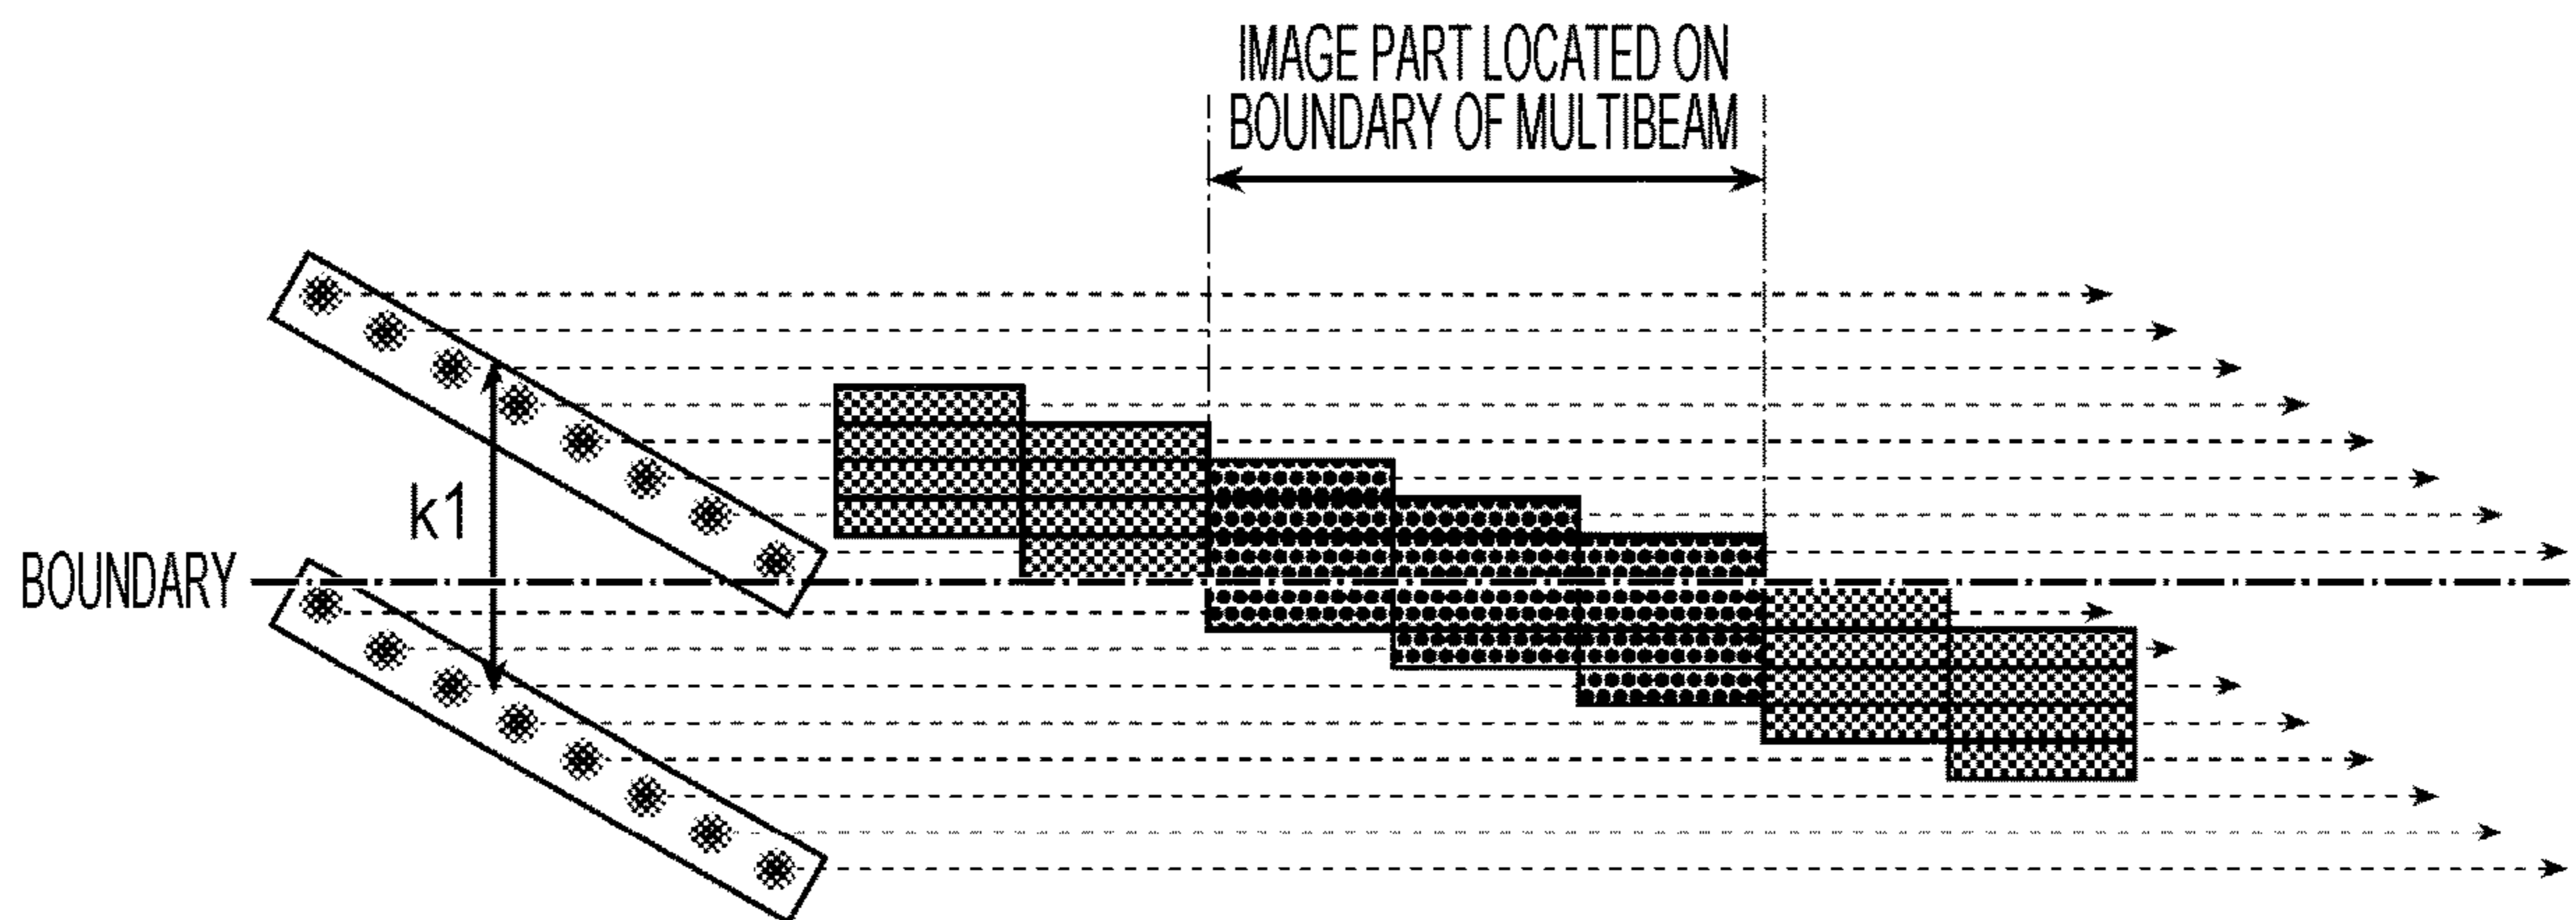 IMAGE PART LOCATED ON
BOUNDARY OF MULTIBEAM
k1
BOUNDARY